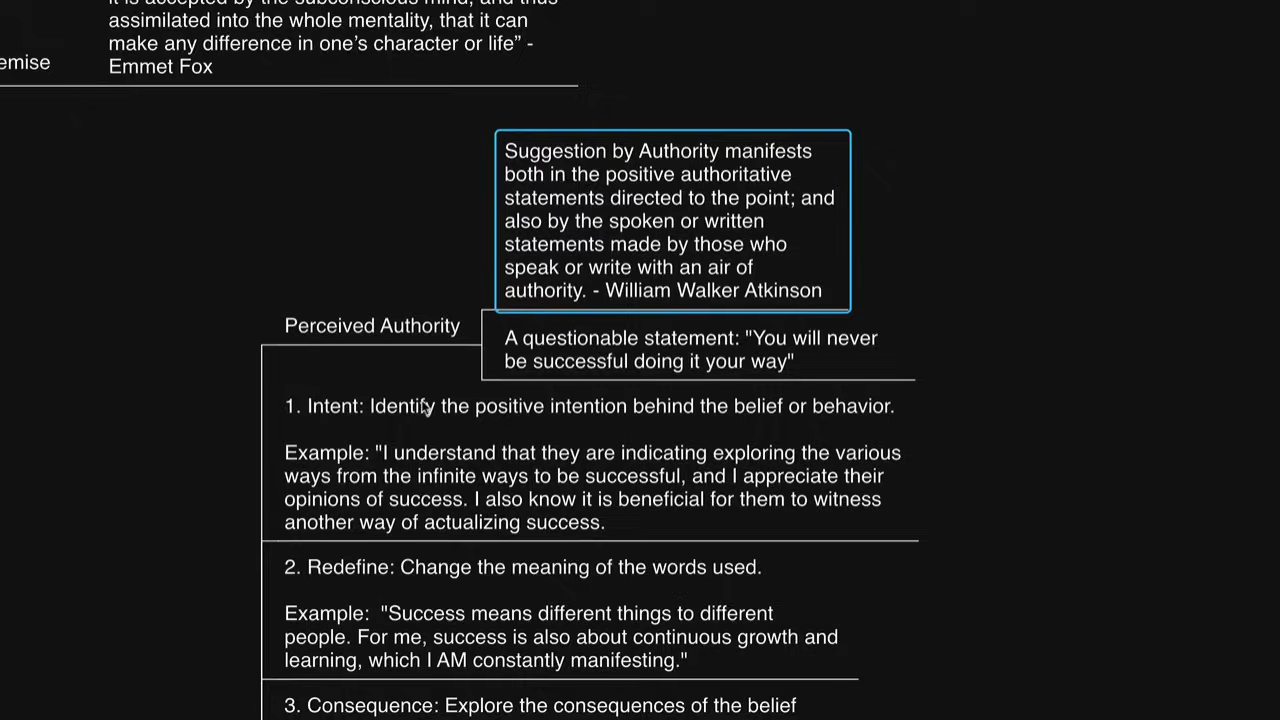 assimilated into the whole mentality, that it can
make any difference in one's character or life” -
emise
Emmet Fox
Suggestion by Authority manifests
both in the positive authoritative
statements directed to the point; and
also by the spoken or written
statements made by those who
speak or write with an air of
authority. - William Walker Atkinson
Perceived Authority
A questionable statement: "You will never
be successful doing it your way"
1. Intent: Identify the positive intention behind the belief or behavior.
Example: "I understand that they are indicating exploring the various
ways from the infinite ways to be successful, and I appreciate their
opinions of success. I also know it is beneficial for them to witness
another way of actualizing success.
2. Redefine: Change the meaning of the words used.
Example:  "Success means different things to different
people. For me, success is also about continuous growth and
learning, which I AM constantly manifesting."
3. Consequence: Explore the consequences of the belief